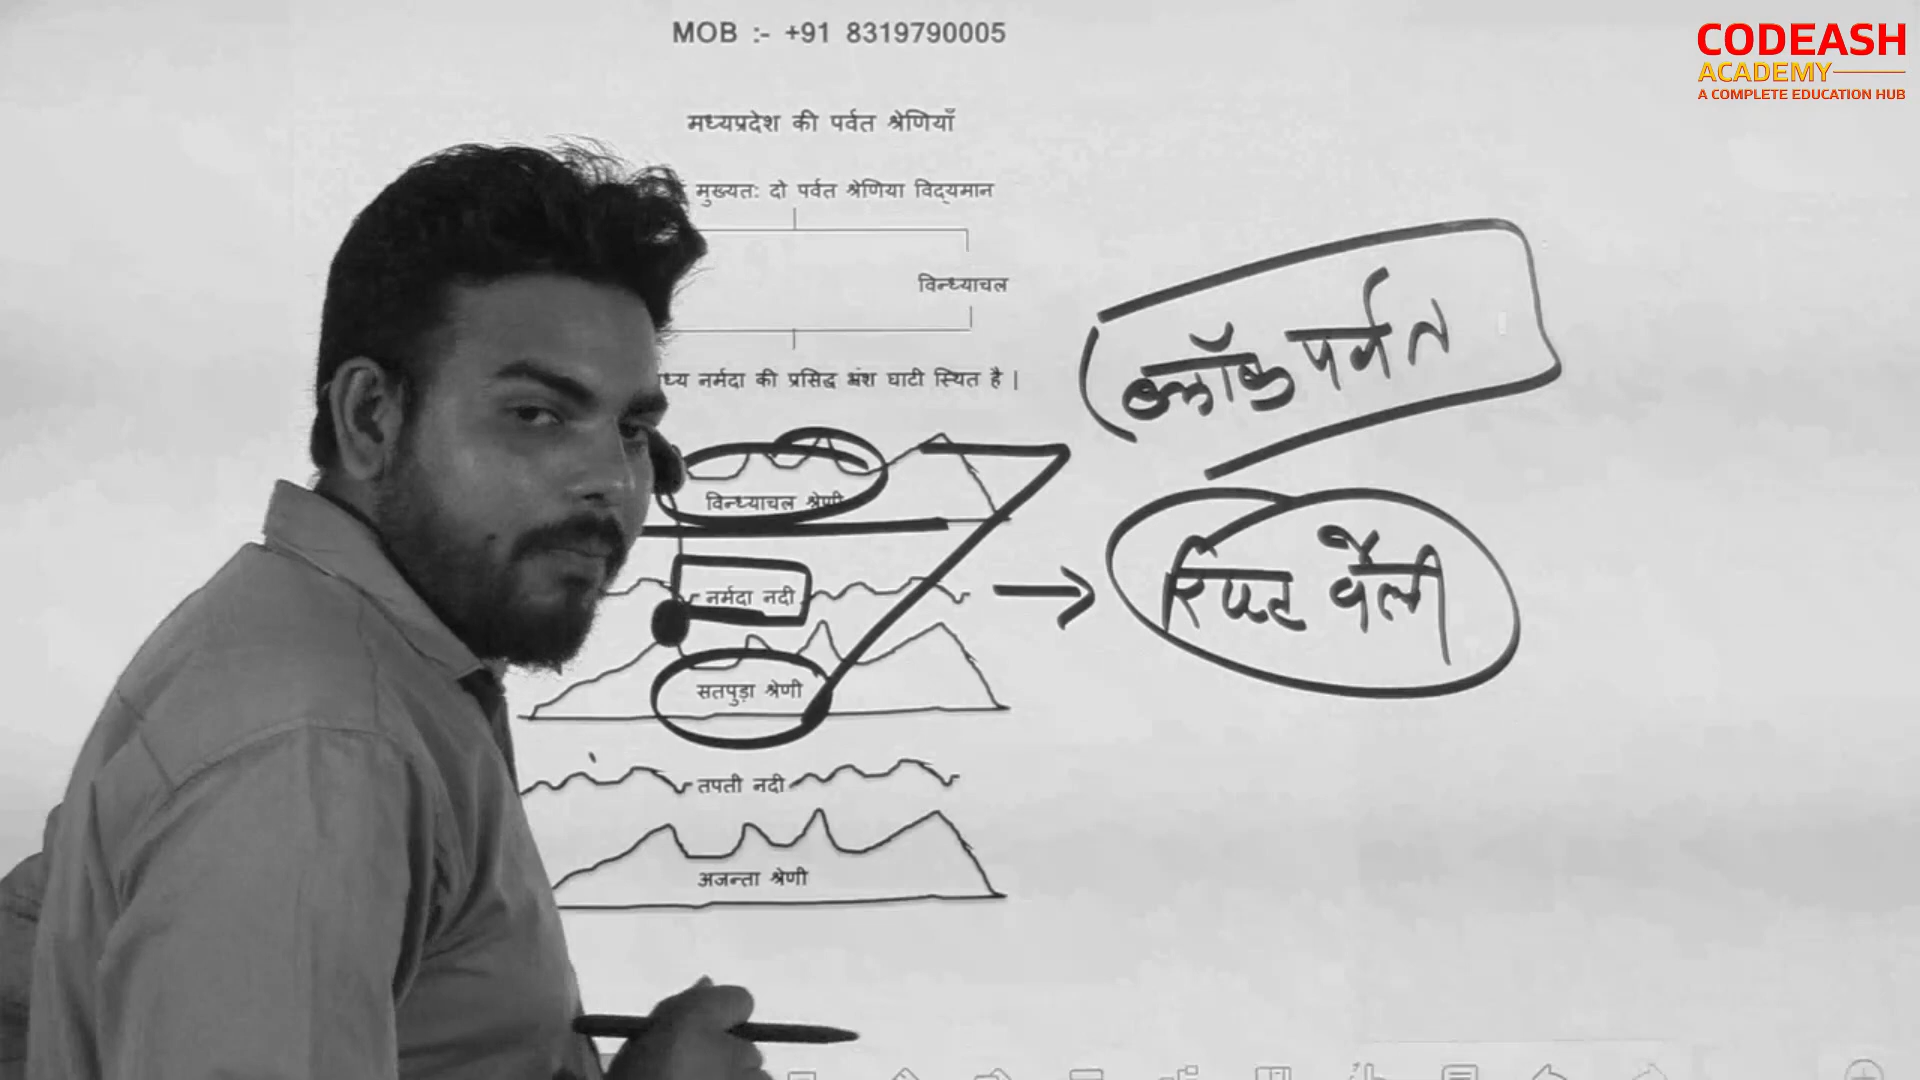 MOB :- +91 8319790005
CODEASH
ACADEMY
A COMPLETE EDUCATION HUB
मध्यप्रदेश की पर्वत श्रेणियाँ
मुख्यतः दो पर्वत श्रेणिया विद्यमान
विन्ध्याचल
नर्मदा की प्रसिद्ध भ्रंश घाटी स्थित है |
ब्लॉक पर्वत
विन्ध्याचल श्रेणी
नर्मदा नदी
रिफ्ट वैली
सतपुड़ा श्रेणी
तपती नदी
अजन्ता श्रेणी